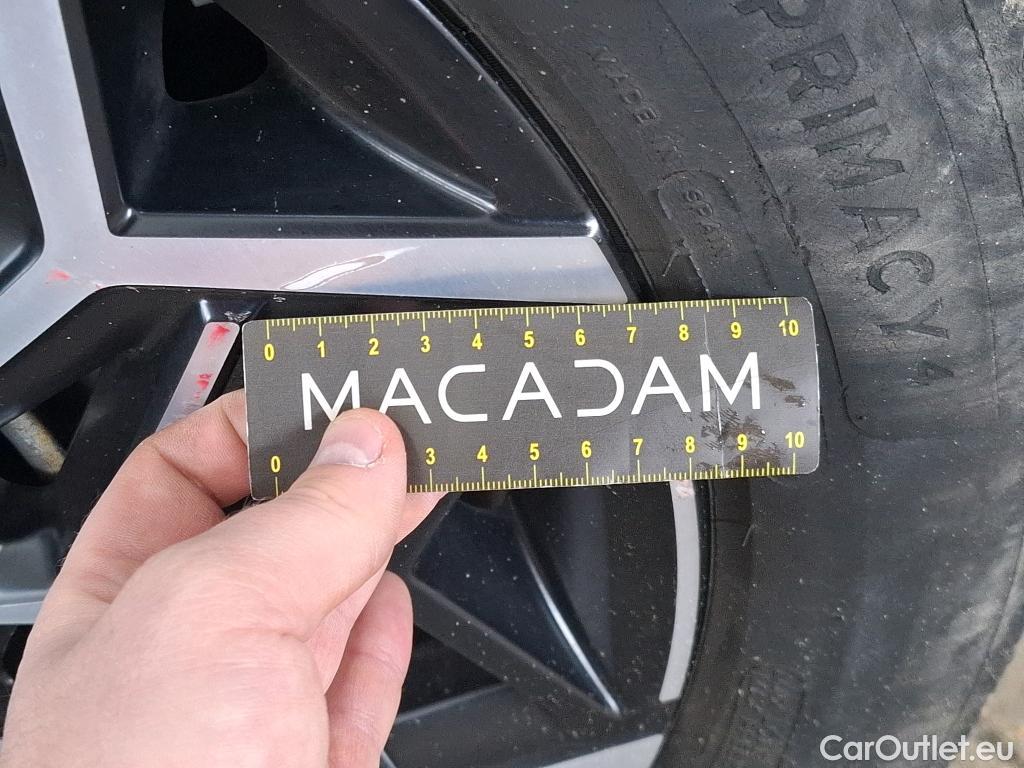 PRIMACY 4
MADE IN
SPAIN
0 1 2 3 4 5 6 7 8 9 10
MACADAM
0 3 4 5 6 7 8 9 10
CarOutlet.eu